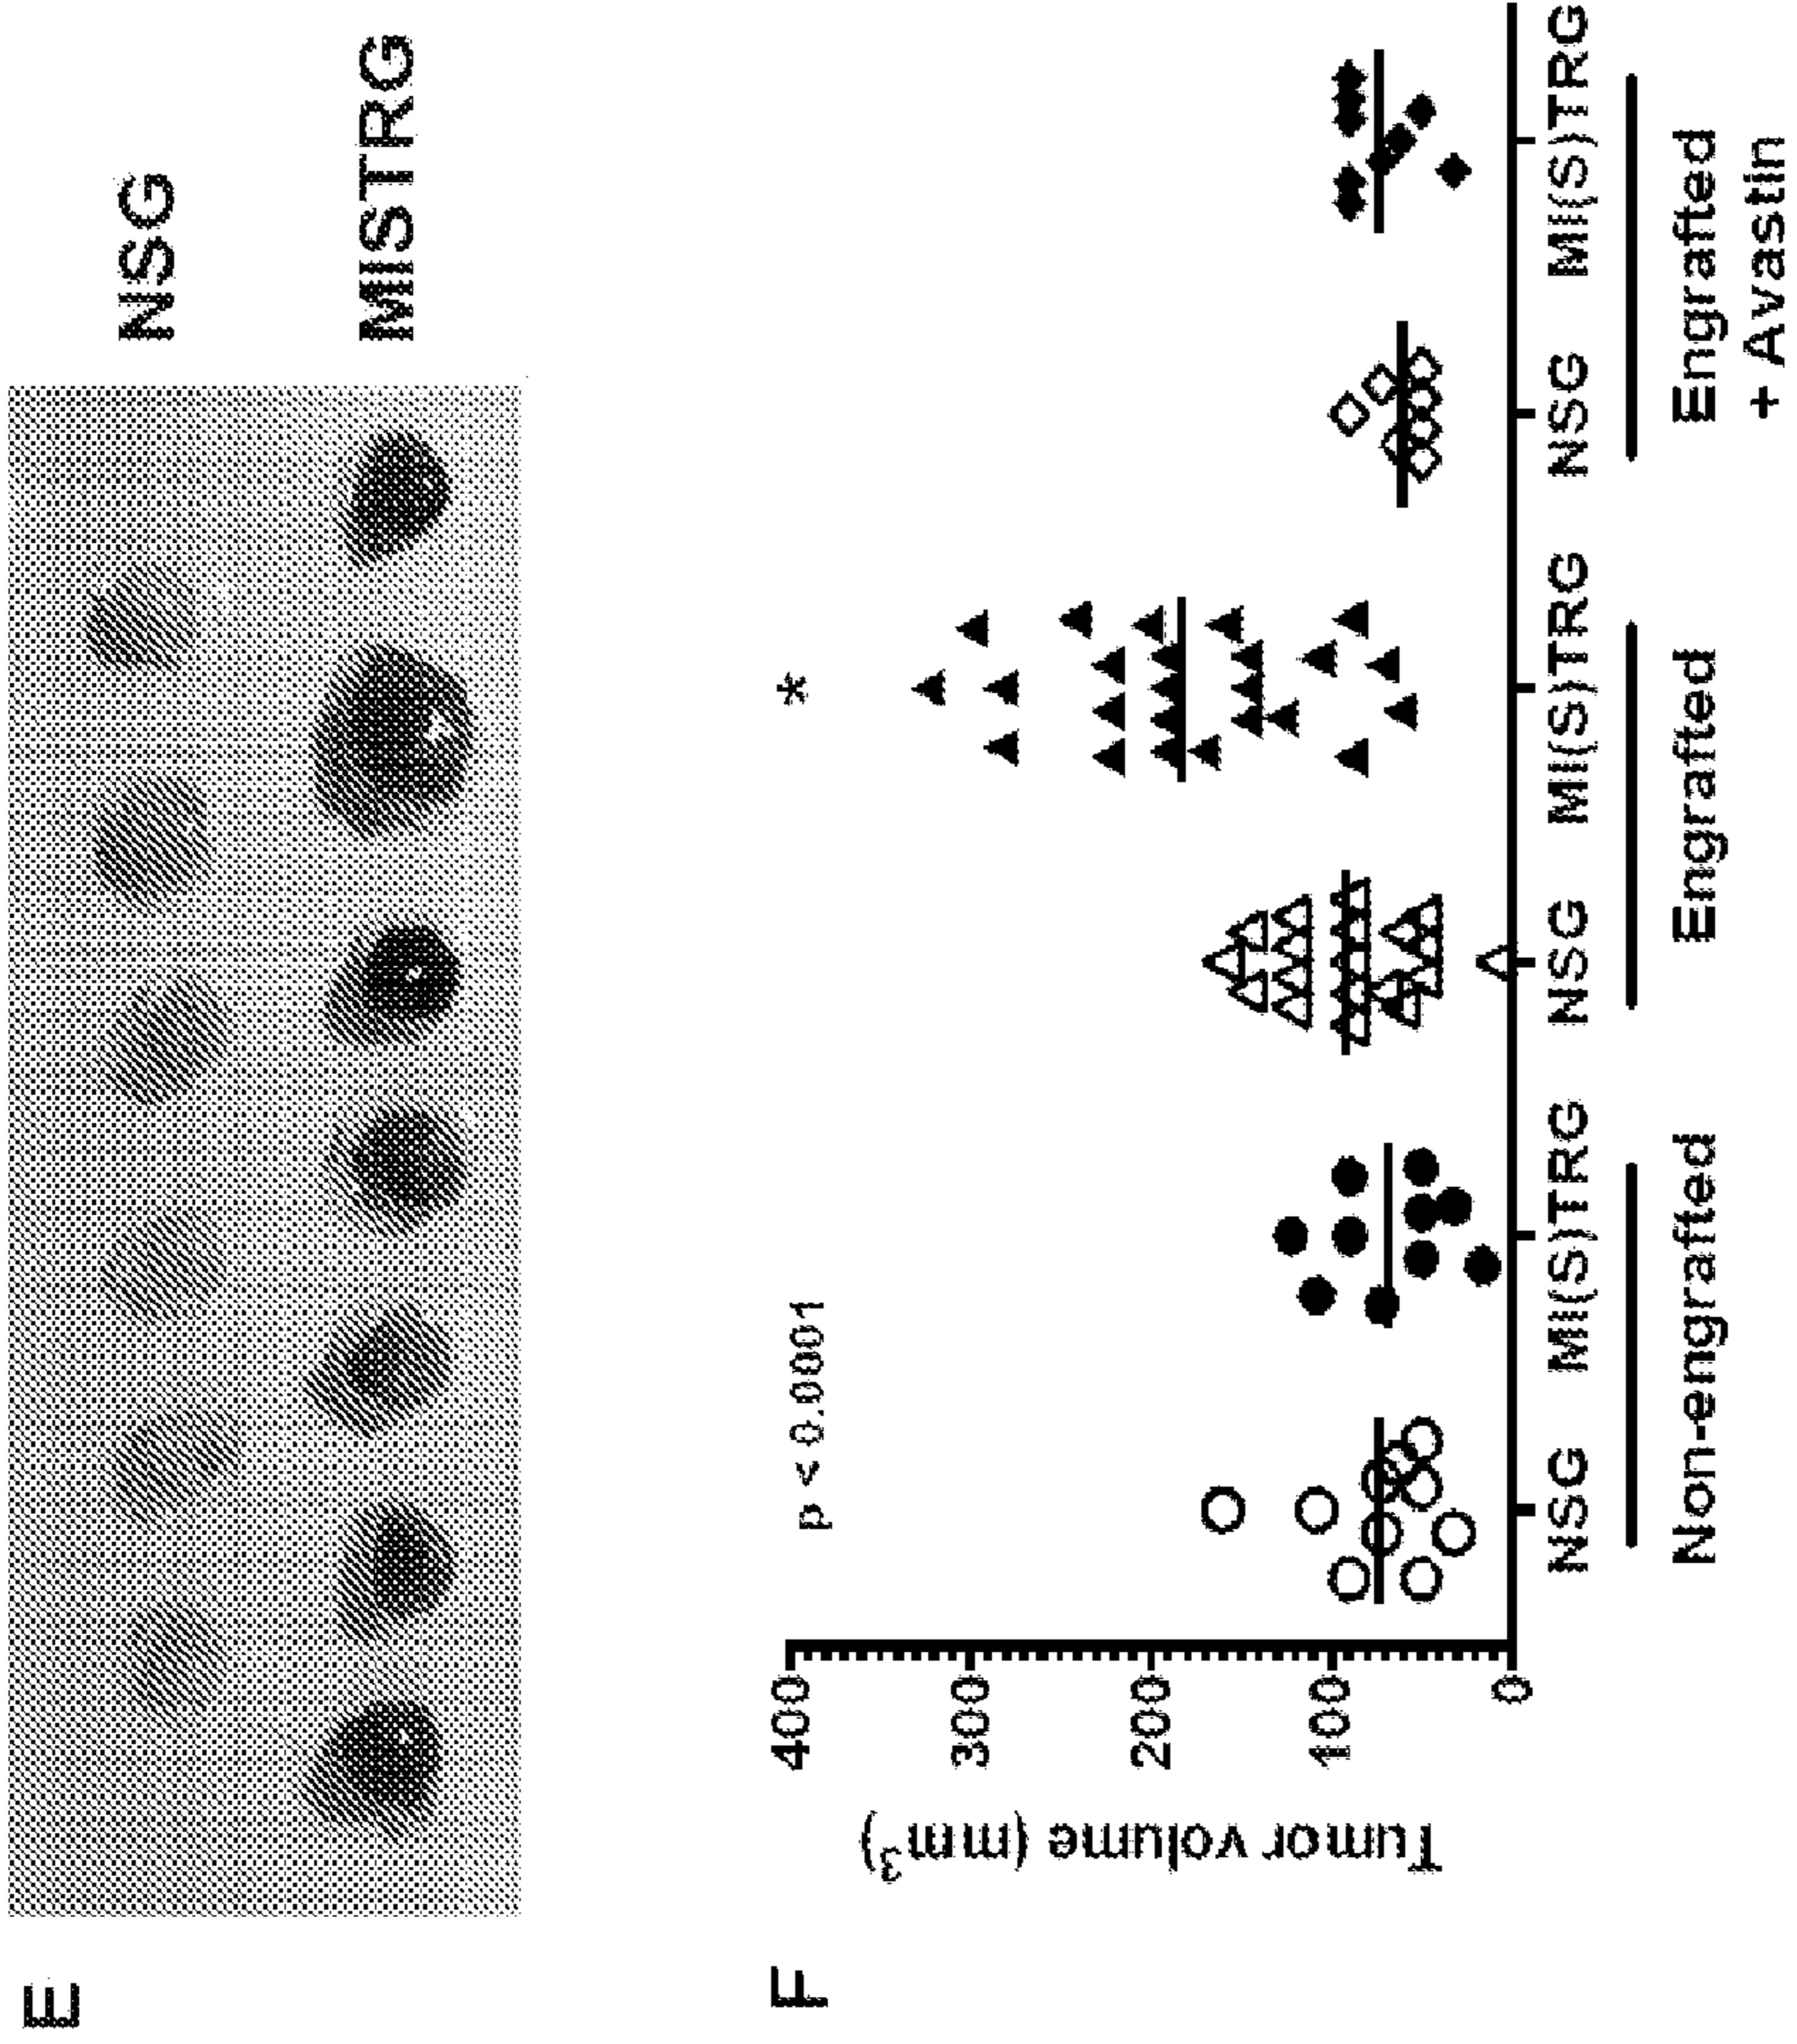 E
NSG
MISTRG
F
p < 0.0001
*
Tumor volume (mm³)
400
300
200
100
0
NSG MI(S)TRG NSG MI(S)TRG NSG MI(S)TRG
Non-engrafted Engrafted Engrafted
+ Avastin